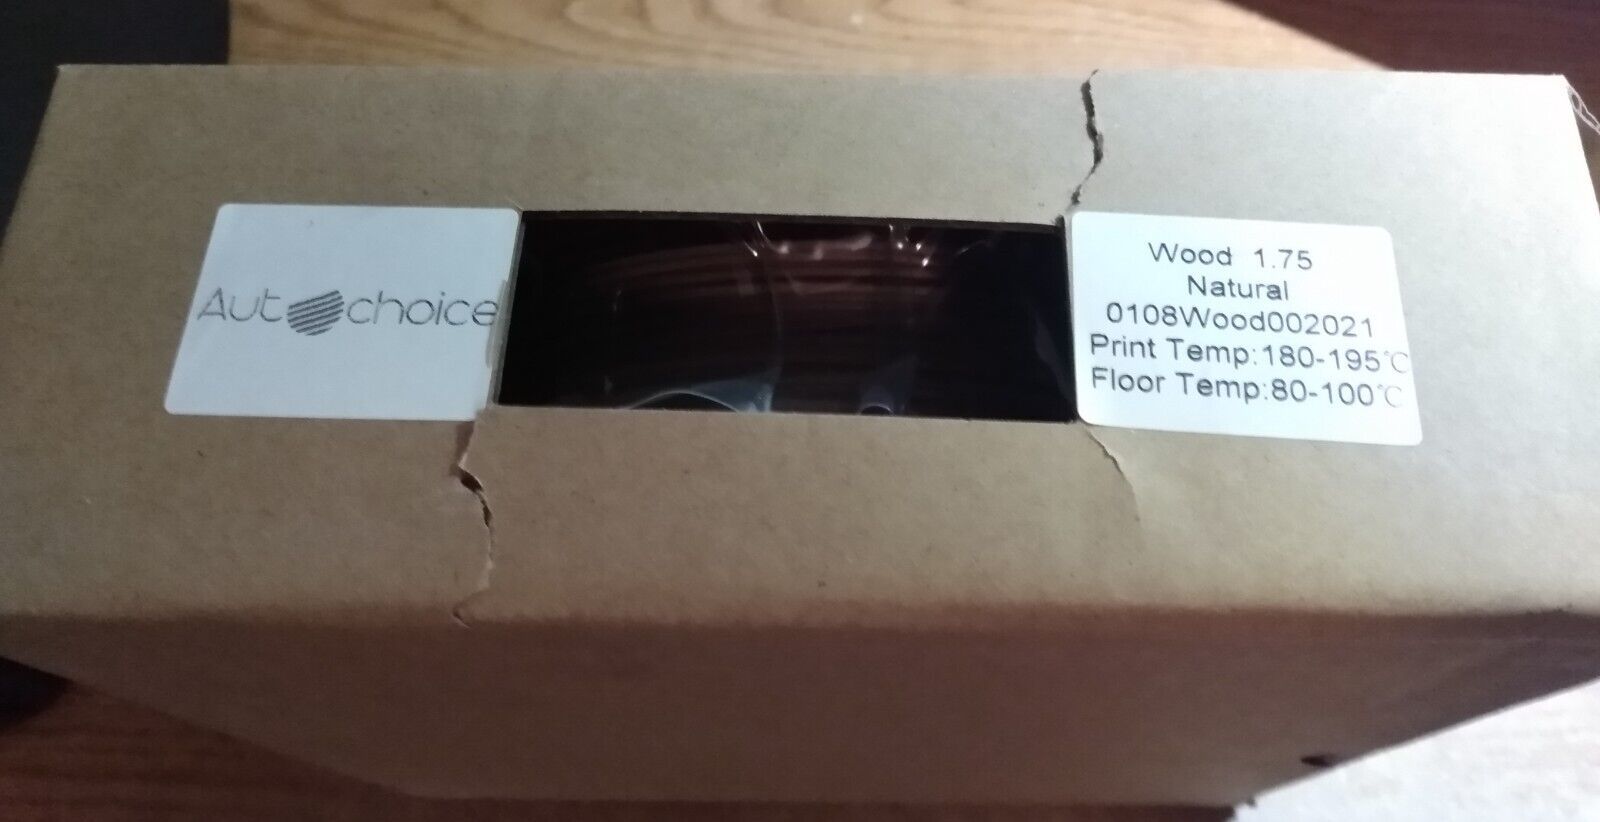 Autochoice
Wood 1.75
Natural
0108Wood002021
Print Temp:180-195℃
Floor Temp:80-100℃